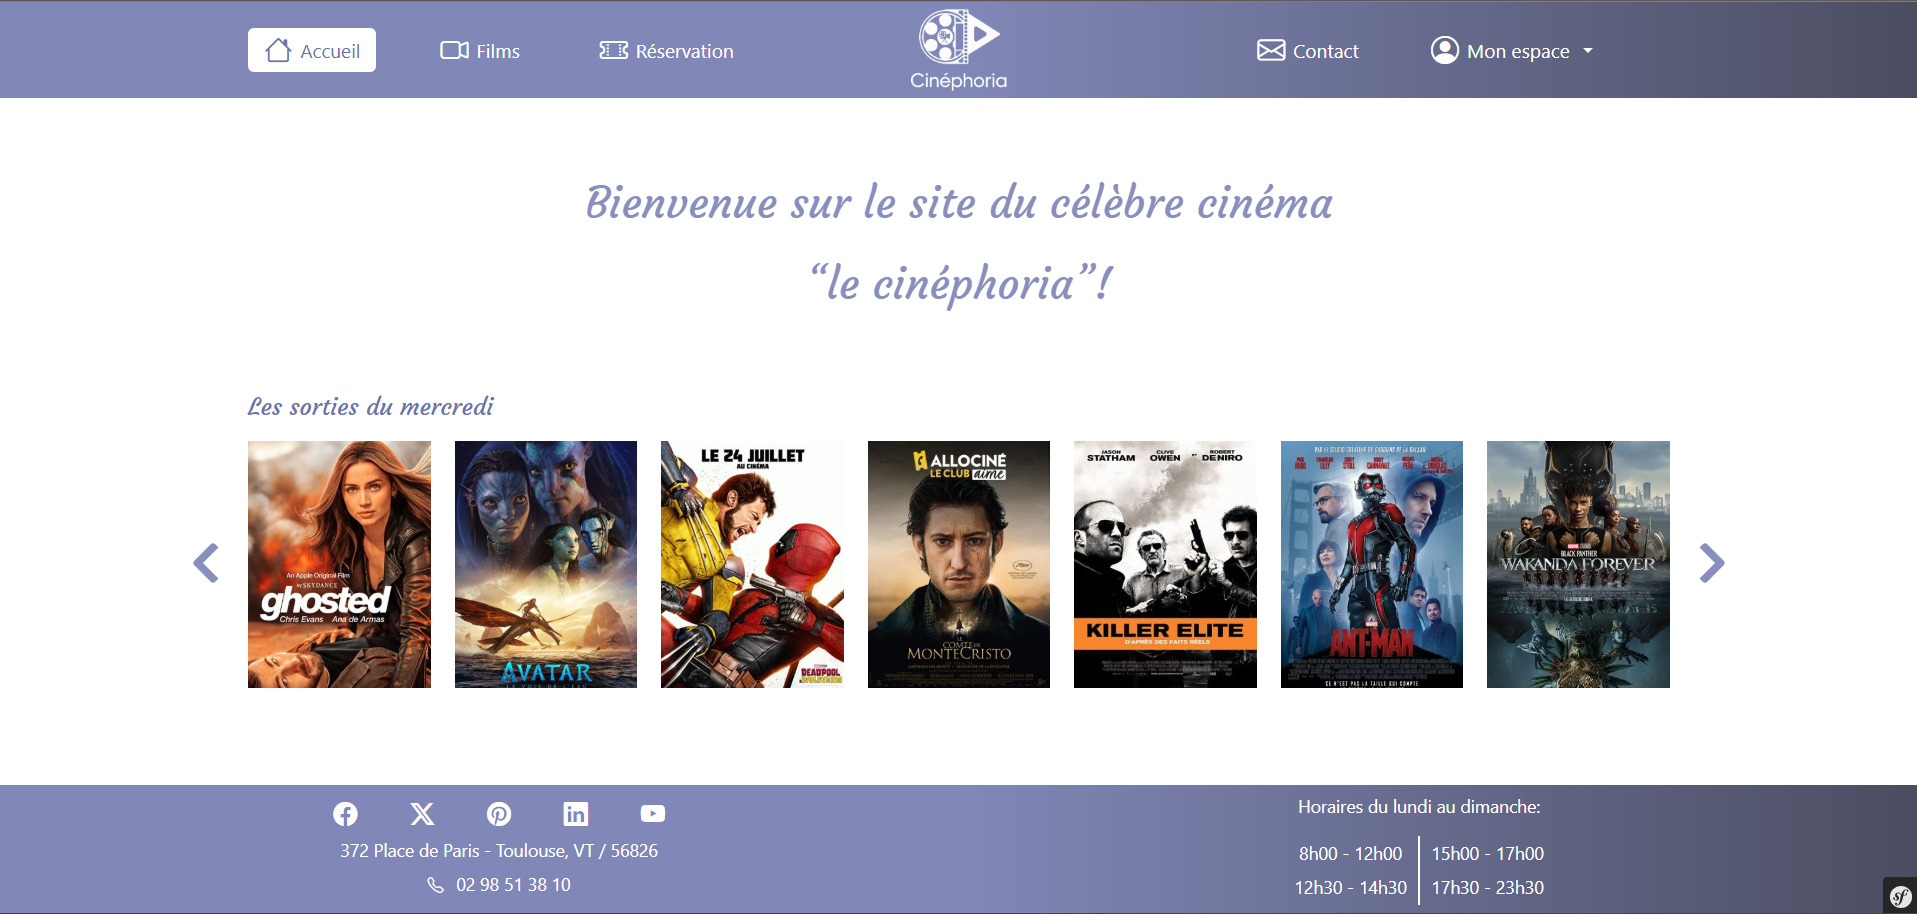 Accueil
Films
Réservation
Cinéphoria
Contact
Mon espace
Bienvenue sur le site du célèbre cinéma
“le cinéphoria”!
Les sorties du mercredi
An Apple Original Film
by SKYDANCE
ghosted
Chris Evans Ana de Armas
AVATAR
LA VOIE DE L'EAU
LE 24 JUILLET
AU CINÉMA
DEADPOOL
& WOLVERINE
ALLOCINÉ
LE CLUB aime
LE
COMTE DE
MONTE-CRISTO
JASON STATHAM
CLIVE OWEN
ROBERT DENIRO
KILLER ELITE
D'APRÈS DES FAITS RÉELS
MARVEL
ANT-MAN
CE N'EST PAS LA TAILLE QUI COMPTE
MARVEL STUDIOS
BLACK PANTHER
WAKANDA FOREVER
372 Place de Paris - Toulouse, VT / 56826
02 98 51 38 10
Horaires du lundi au dimanche:
8h00 - 12h00
15h00 - 17h00
12h30 - 14h30
17h30 - 23h30